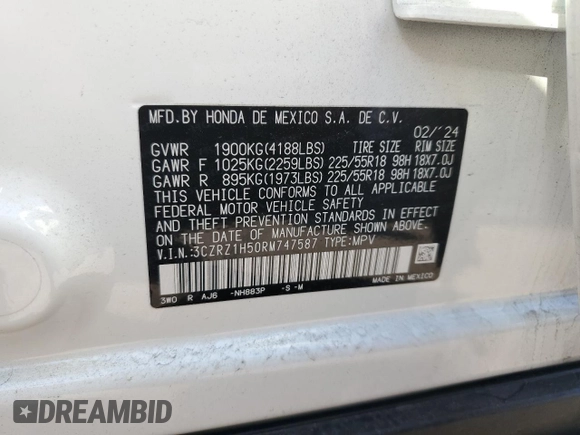 MFD.BY HONDA DE MEXICO S.A. DE C.V.
02/'24
GVWR 1900KG(4188LBS) TIRE SIZE RIM SIZE
GAWR F 1025KG(2259LBS) 225/55R18 98H 18X7.0J
GAWR R 895KG(1973LBS) 225/55R18 98H 18X7.0J
THIS VEHICLE CONFORMS TO ALL APPLICABLE
FEDERAL MOTOR VEHICLE SAFETY
AND THEFT PREVENTION STANDARDS IN EFFECT
ON THE DATE OF MANUFACTURE SHOWN ABOVE.
V.I.N.:3CZRZ1H50RM747587 TYPE:MPV
3W0 R AJ6 -NH883P -S -M
MADE IN MEXICO
DREAMBID